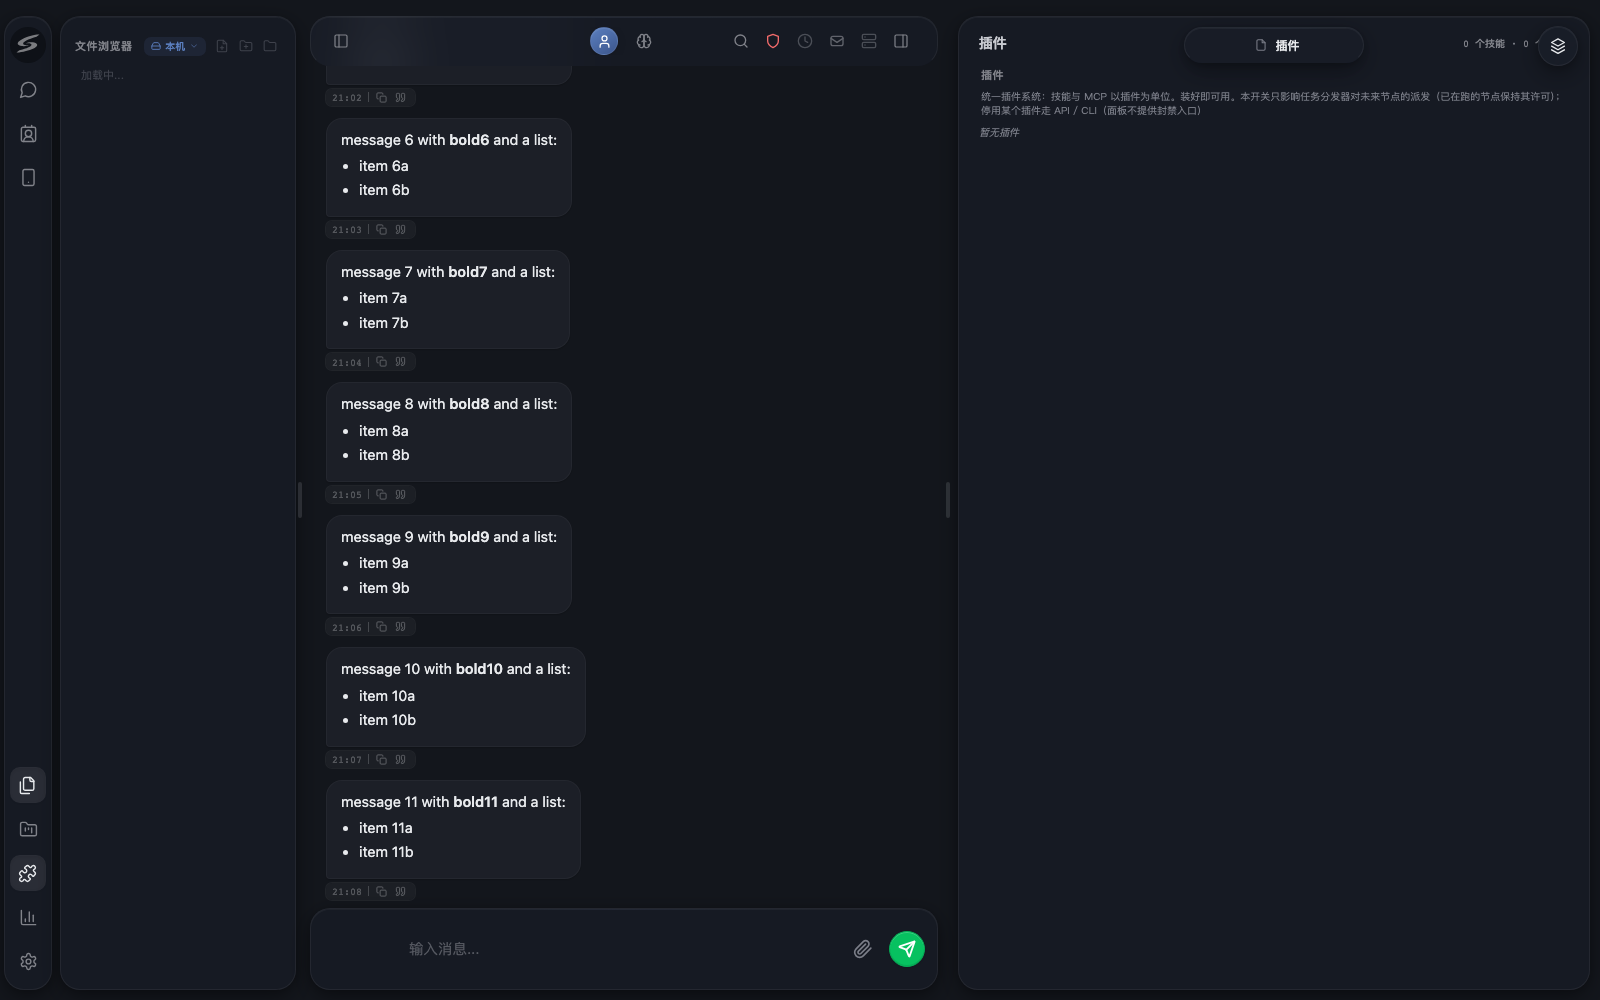 文件浏览器
本机
加载中...
21:02
message 6 with bold6 and a list:
item 6a
item 6b
21:03
message 7 with bold7 and a list:
item 7a
item 7b
21:04
message 8 with bold8 and a list:
item 8a
item 8b
21:05
message 9 with bold9 and a list:
item 9a
item 9b
21:06
message 10 with bold10 and a list:
item 10a
item 10b
21:07
message 11 with bold11 and a list:
item 11a
item 11b
21:08
输入消息...
插件
插件
0 个技能 · 0
插件
统一插件系统：技能与 MCP 以插件为单位。装好即可用。本开关只影响任务分发器对未来节点的派发（已在跑的节点保持其许可）；
停用某个插件走 API / CLI（面板不提供封禁入口）
暂无插件